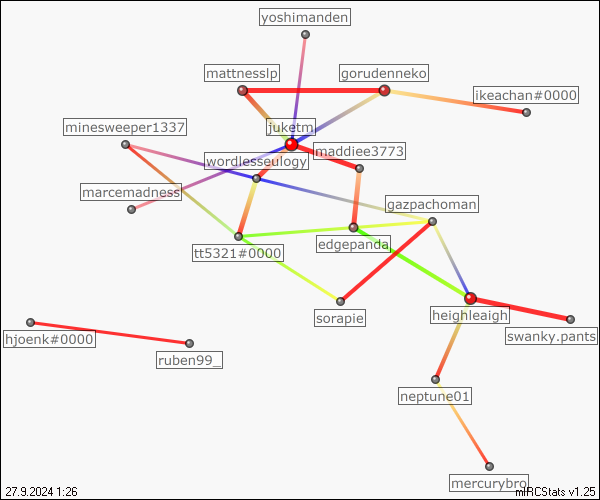 yoshimanden
mattnesslp
gorudenneko
ikeachan#0000
minesweeper1337
juketm
maddiee3773
wordlesseulogy
marcemadness
gazpachoman
tt5321#0000
edgepanda
sorapie
heighleaigh
swanky.pants
hjoenk#0000
ruben99_
neptune01
mercurybro
27.9.2024 1:26
mIRCStats v1.25